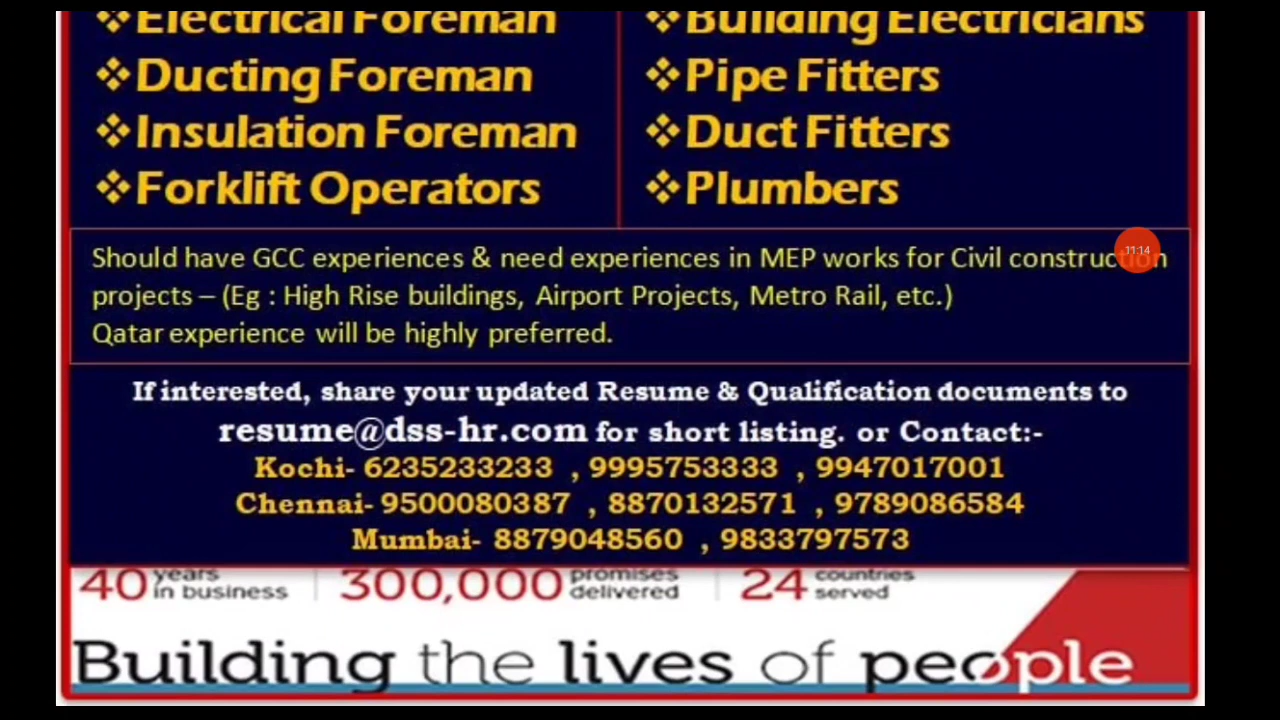 ❖Electrical Foreman
❖Ducting Foreman
❖Insulation Foreman
❖Forklift Operators
❖Building Electricians
❖Pipe Fitters
❖Duct Fitters
❖Plumbers
Should have GCC experiences & need experiences in MEP works for Civil construction
11:14
projects – (Eg : High Rise buildings, Airport Projects, Metro Rail, etc.)
Qatar experience will be highly preferred.
If interested, share your updated Resume & Qualification documents to
resume@dss-hr.com for short listing. or Contact:-
Kochi- 6235233233 , 9995753333 , 9947017001
Chennai- 9500080387 , 8870132571 , 9789086584
Mumbai- 8879048560 , 9833797573
40 years in business
300,000 promises delivered
24 countries served
Building the lives of people